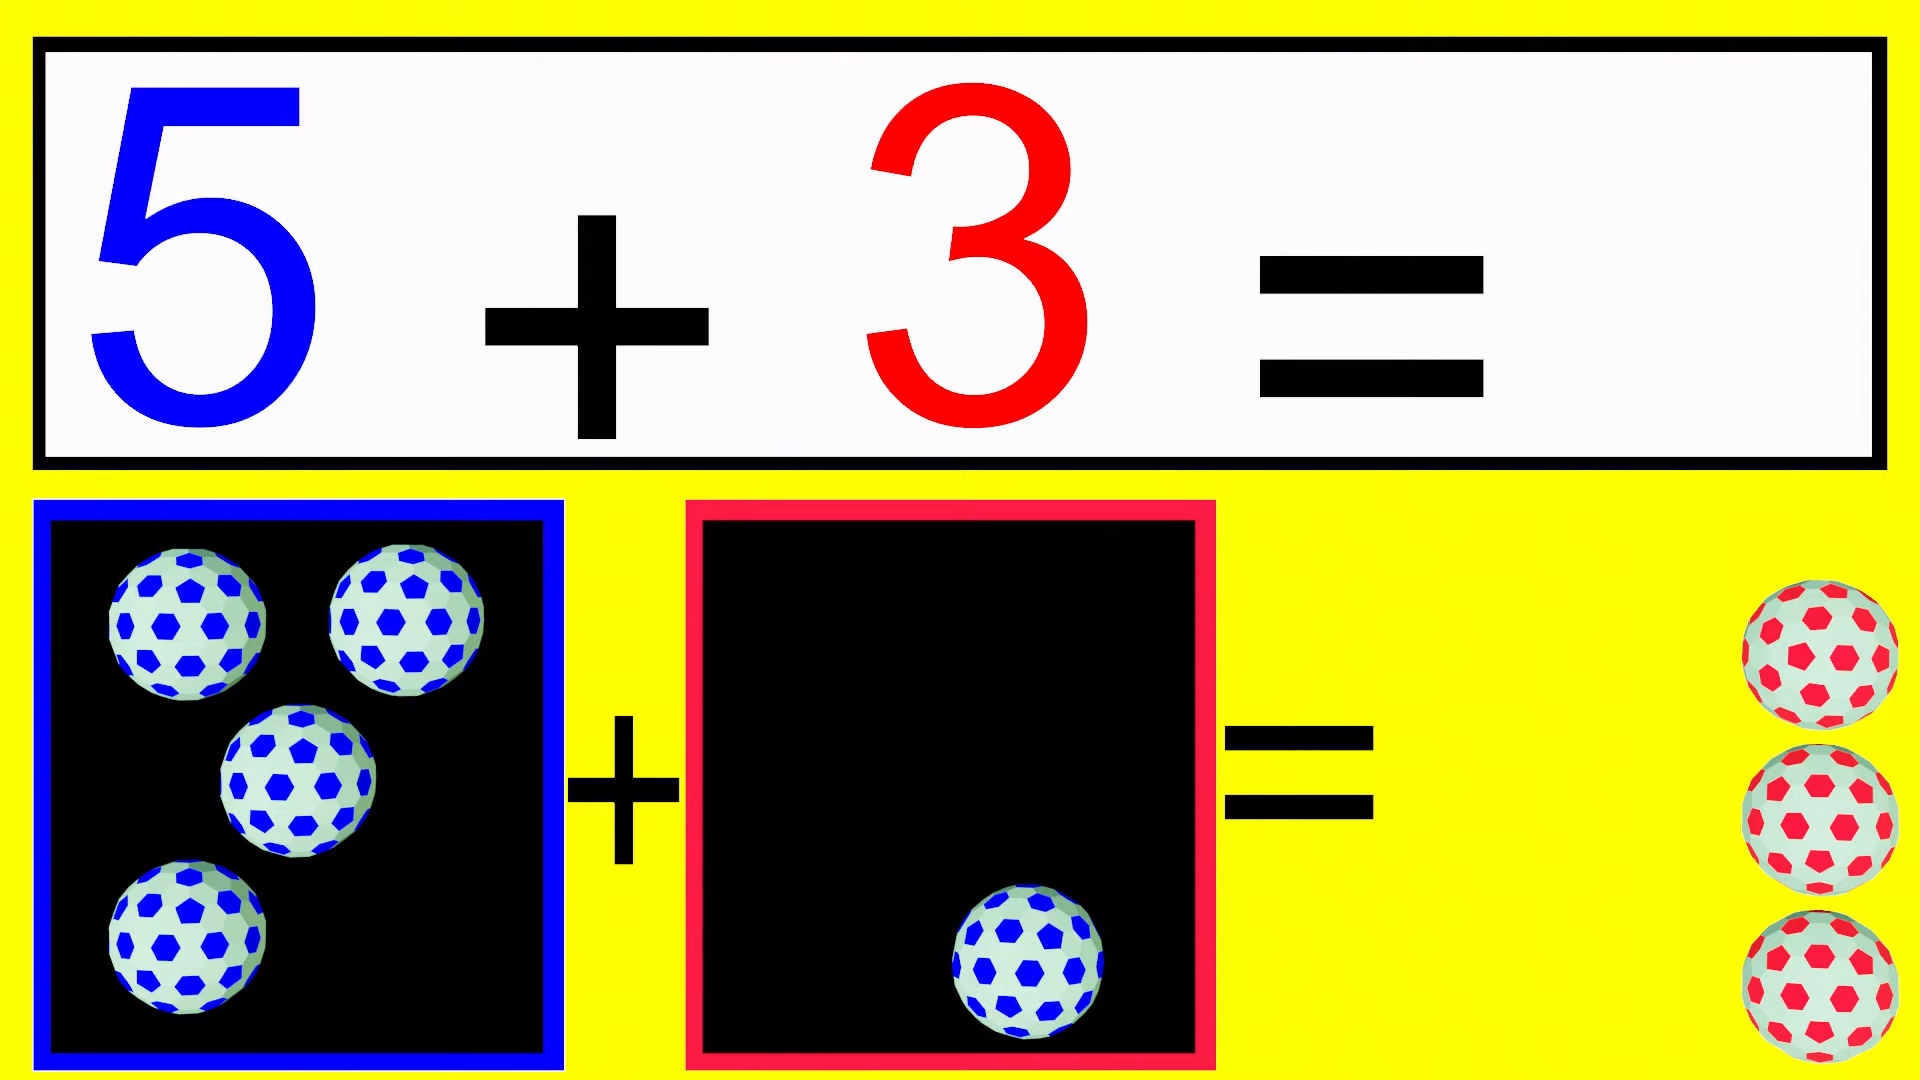 5 + 3 =
+ =